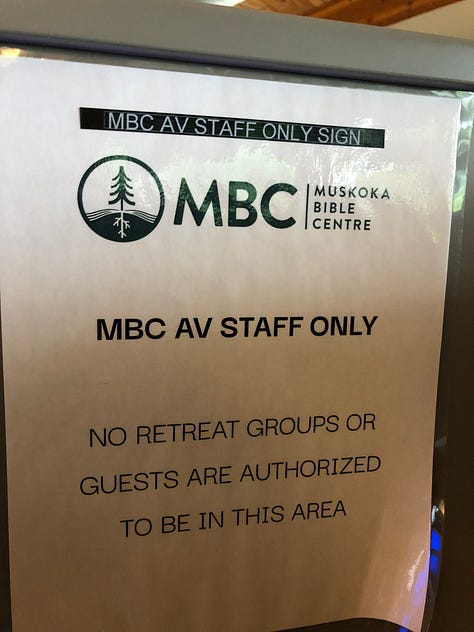 MBC AV STAFF ONLY SIGN
MBC
MUSKOKA
BIBLE
CENTRE
MBC AV STAFF ONLY
NO RETREAT GROUPS OR
GUESTS ARE AUTHORIZED
TO BE IN THIS AREA